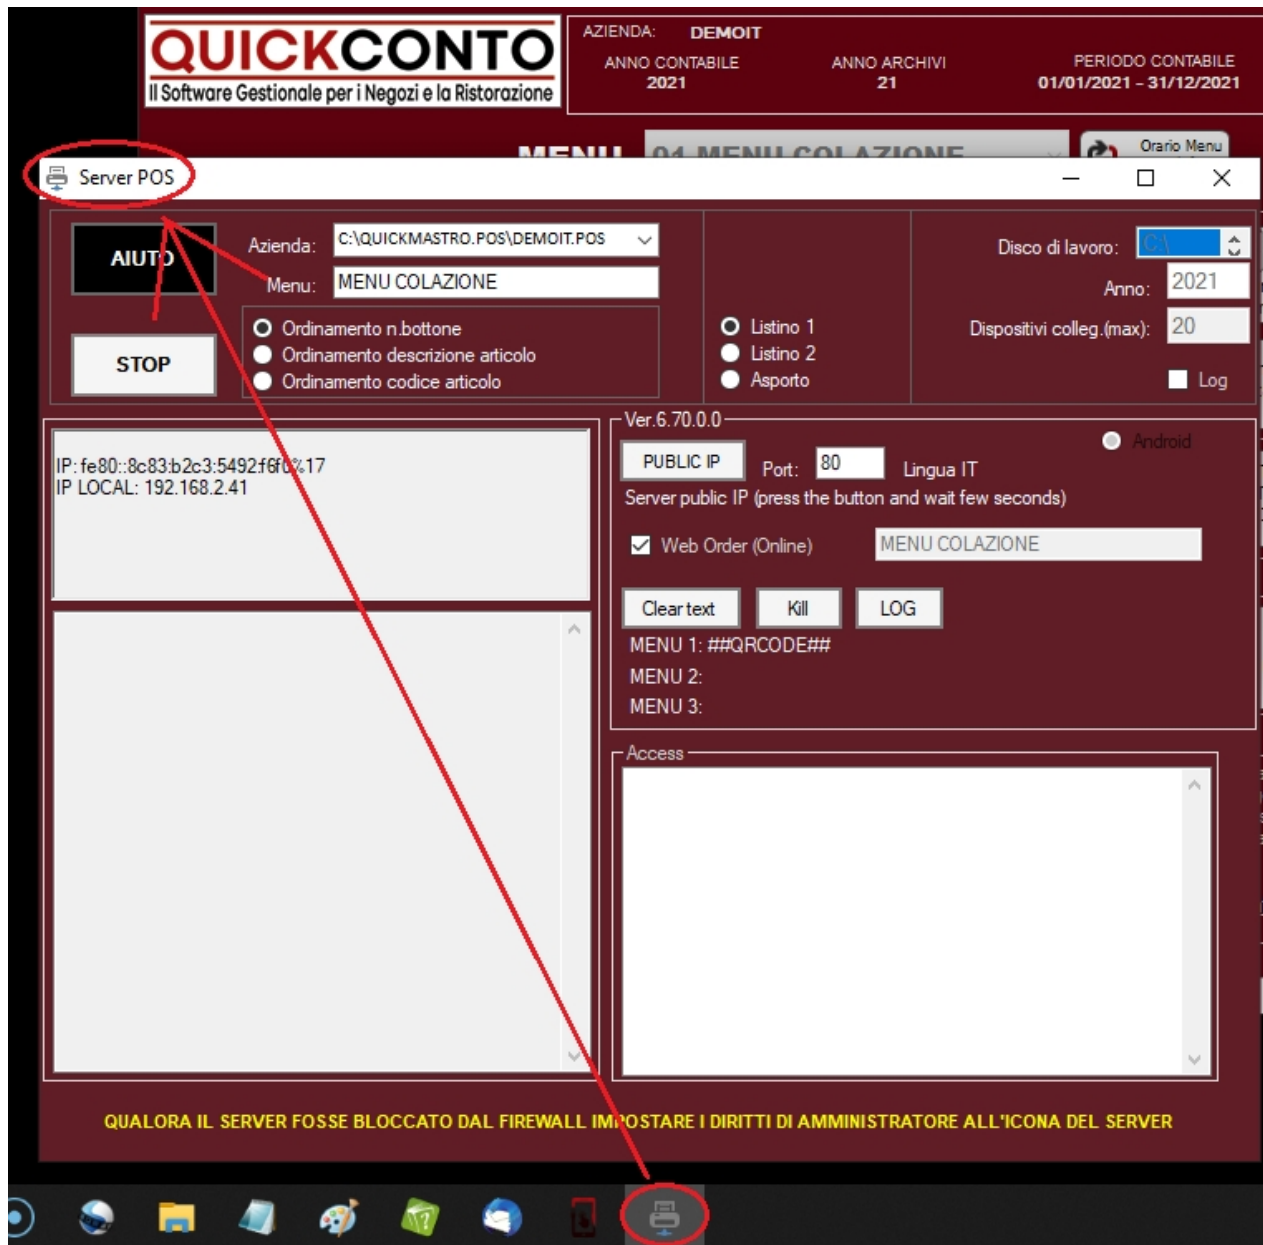 QUICKCONTO
Il Software Gestionale per i Negozi e la Ristorazione
AZIENDA: DEMOIT
ANNO CONTABILE
2021
ANNO ARCHIVI
21
PERIODO CONTABILE
01/01/2021 - 31/12/2021
MENU 01 MENU COLAZIONE
Orario Menu
Server POS
AIUTO
Azienda: C:\QUICKMASTRO.POS\DEMOIT.POS
Menu: MENU COLAZIONE
STOP
Ordinamento n.bottone
Ordinamento descrizione articolo
Ordinamento codice articolo
Listino 1
Listino 2
Asporto
Disco di lavoro: C:\
Anno: 2021
Dispositivi colleg.(max): 20
Log
IP: fe80::8c83:b2c3:5492:f6f0%17
IP LOCAL: 192.168.2.41
Ver.6.70.0.0
Android
PUBLIC IP Port: 80 Lingua IT
Server public IP (press the button and wait few seconds)
Web Order (Online) MENU COLAZIONE
Clear text Kill LOG
MENU 1: ##QRCODE##
MENU 2:
MENU 3:
Access
QUALORA IL SERVER FOSSE BLOCCATO DAL FIREWALL IMPOSTARE I DIRITTI DI AMMINISTRATORE ALL'ICONA DEL SERVER